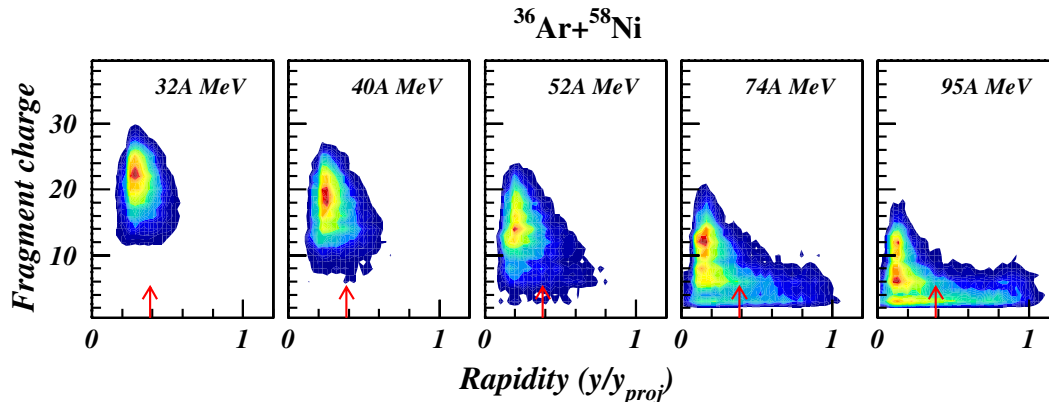 ³⁶Ar+⁵⁸Ni
32A MeV 40A MeV 52A MeV 74A MeV 95A MeV
Fragment charge
30
20
10
0 1 0 1 0 1 0 1 0 1
Rapidity (y/y_proj)